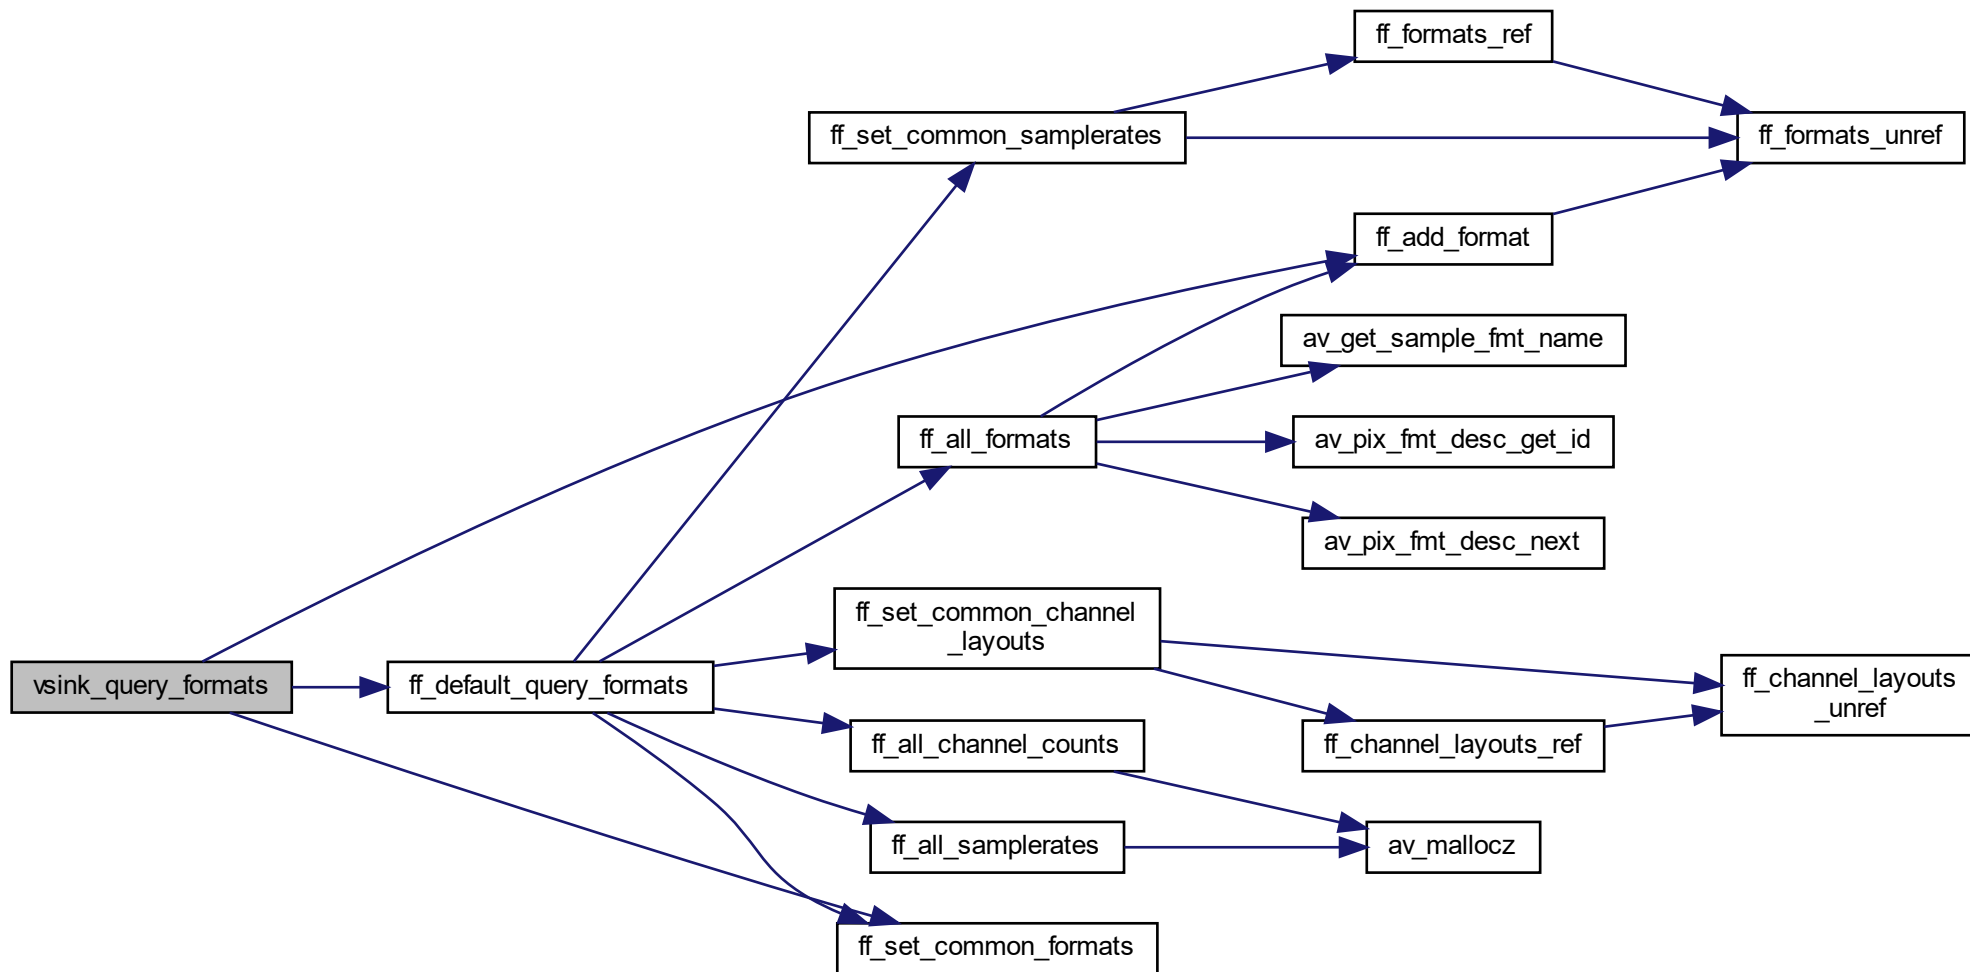 ff_formats_ref
ff_set_common_samplerates
ff_formats_unref
ff_add_format
av_get_sample_fmt_name
ff_all_formats
av_pix_fmt_desc_get_id
av_pix_fmt_desc_next
ff_set_common_channel
_layouts
vsink_query_formats
ff_default_query_formats
ff_channel_layouts
_unref
ff_all_channel_counts
ff_channel_layouts_ref
ff_all_samplerates
av_mallocz
ff_set_common_formats